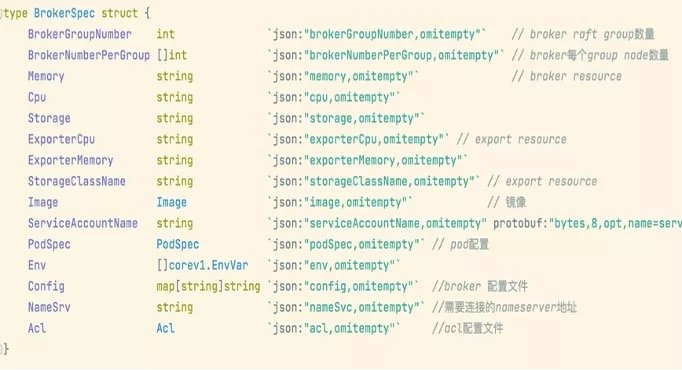 type BrokerSpec struct {
BrokerGroupNumber int `json:"brokerGroupNumber,omitempty"` // broker raft group数量
BrokerNumberPerGroup []int `json:"brokerNumberPerGroup,omitempty"` // broker每个group node数量
Memory string `json:"memory,omitempty"` // broker resource
Cpu string `json:"cpu,omitempty"`
Storage string `json:"storage,omitempty"`
ExporterCpu string `json:"exporterCpu,omitempty"` // export resource
ExporterMemory string `json:"exporterMemory,omitempty"`
StorageClassName string `json:"storageClassName,omitempty"` // export resource
Image Image `json:"image,omitempty"` // 镜像
ServiceAccountName string `json:"serviceAccountName,omitempty" protobuf:"bytes,8,opt,name=serv
PodSpec PodSpec `json:"podSpec,omitempty"` // pod配置
Env []corev1.EnvVar `json:"env,omitempty"`
Config map[string]string `json:"config,omitempty"` //broker 配置文件
NameSrv string `json:"nameSvc,omitempty"` //需要连接的nameserver地址
Acl Acl `json:"acl,omitempty"` //acl配置文件
}